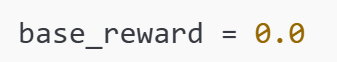 base_reward = 0.0